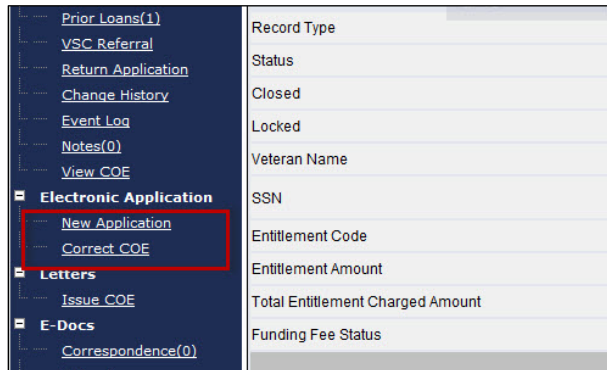 Prior Loans(1)
VSC Referral
Return Application
Change History
Event Log
Notes(0)
View COE
Electronic Application
New Application
Correct COE
Letters
Issue COE
E-Docs
Correspondence(0)
Record Type
Status
Closed
Locked
Veteran Name
SSN
Entitlement Code
Entitlement Amount
Total Entitlement Charged Amount
Funding Fee Status